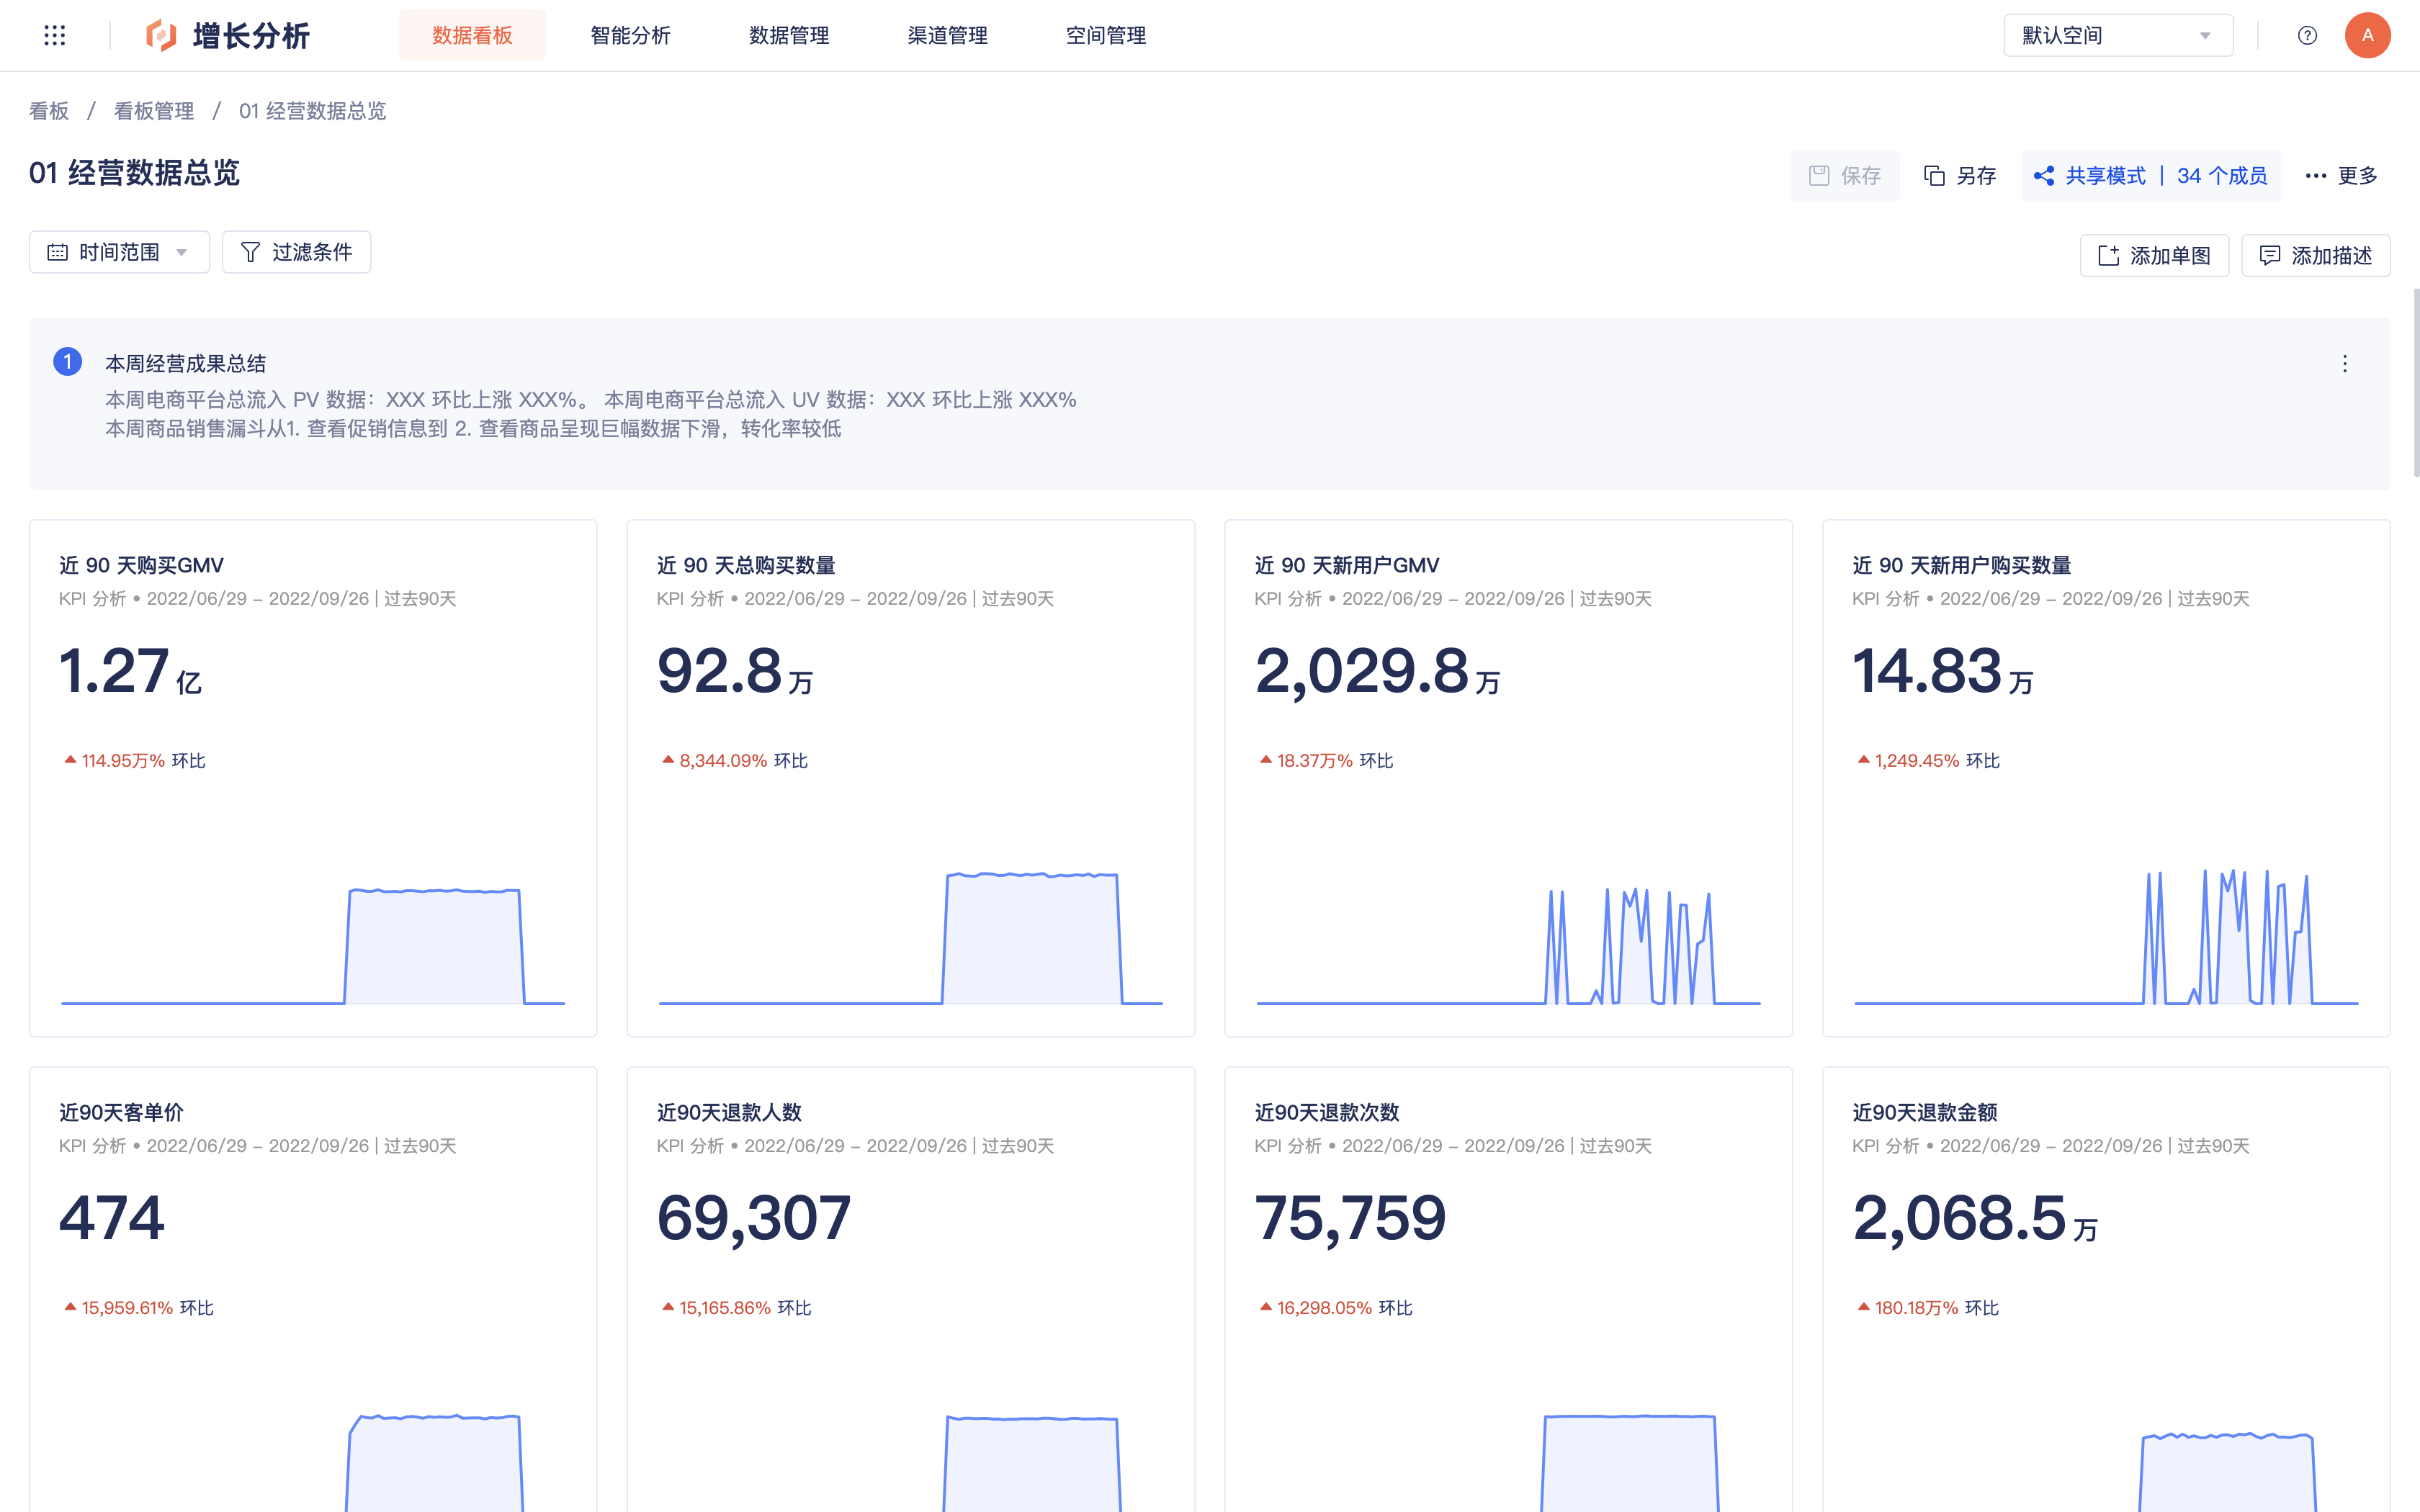 增长分析
数据看板
智能分析
数据管理
渠道管理
空间管理
默认空间
A
看板 / 看板管理 / 01 经营数据总览
01 经营数据总览
保存
另存
共享模式 | 34 个成员
更多
时间范围
过滤条件
添加单图
添加描述
1
本周经营成果总结
本周电商平台总流入 PV 数据：XXX 环比上涨 XXX%。 本周电商平台总流入 UV 数据：XXX 环比上涨 XXX%
本周商品销售漏斗从1. 查看促销信息到 2. 查看商品呈现巨幅数据下滑，转化率较低
近 90 天购买GMV
KPI 分析 • 2022/06/29 – 2022/09/26 | 过去90天
1.27 亿
114.95万% 环比
近 90 天总购买数量
KPI 分析 • 2022/06/29 – 2022/09/26 | 过去90天
92.8 万
8,344.09% 环比
近 90 天新用户GMV
KPI 分析 • 2022/06/29 – 2022/09/26 | 过去90天
2,029.8 万
18.37万% 环比
近 90 天新用户购买数量
KPI 分析 • 2022/06/29 – 2022/09/26 | 过去90天
14.83 万
1,249.45% 环比
近90天客单价
KPI 分析 • 2022/06/29 – 2022/09/26 | 过去90天
474
15,959.61% 环比
近90天退款人数
KPI 分析 • 2022/06/29 – 2022/09/26 | 过去90天
69,307
15,165.86% 环比
近90天退款次数
KPI 分析 • 2022/06/29 – 2022/09/26 | 过去90天
75,759
16,298.05% 环比
近90天退款金额
KPI 分析 • 2022/06/29 – 2022/09/26 | 过去90天
2,068.5 万
180.18万% 环比